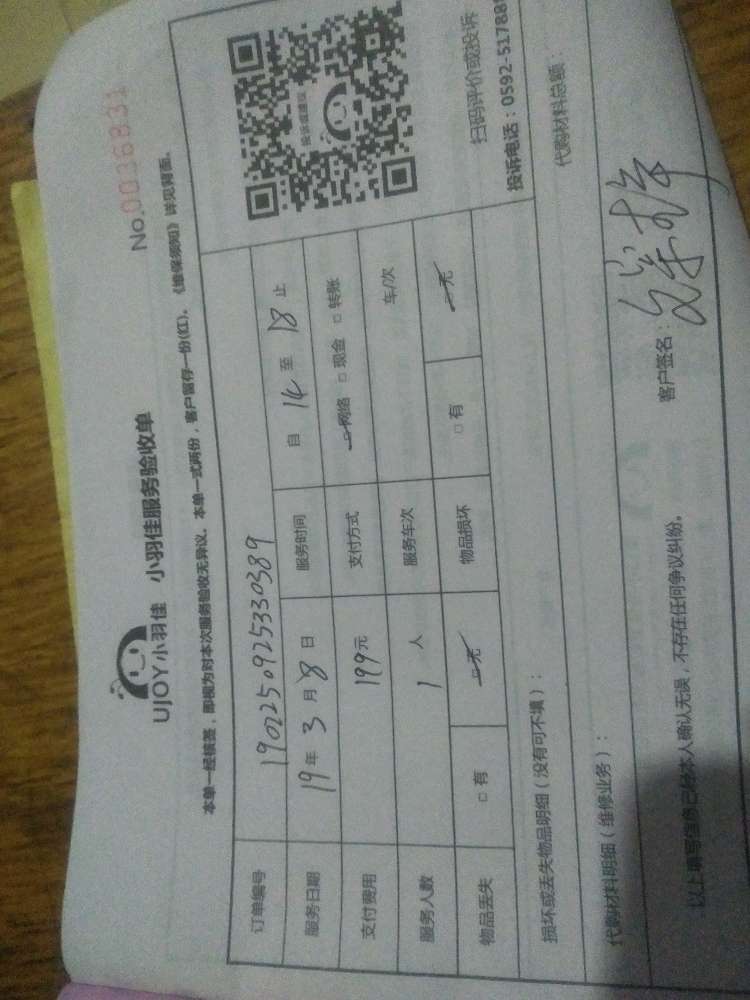 No.0036831
UJOY小羽佳 小羽佳服务验收单
本单一经核签，即视为对本次服务验收无异议。本单一式两份，客户留存一份(红)。《维保须知》详见背面。
投诉或建议
扫码评价或投诉
投诉电话：0592-51788
订单编号 1902250925330389
服务日期 19年3月8日 服务时间 自14至18止
支付费用 199元 支付方式 □网络 □现金 □转账
服务人数 1人 服务车次 车/次
物品丢失 □有 □无 物品损坏 □有 □无
损坏或丢失物品明细（没有可不填）：
代购材料明细（维修业务）： 代购材料总额：
以上填写信息已经本人确认无误，不存在任何争议纠纷。 客户签名：